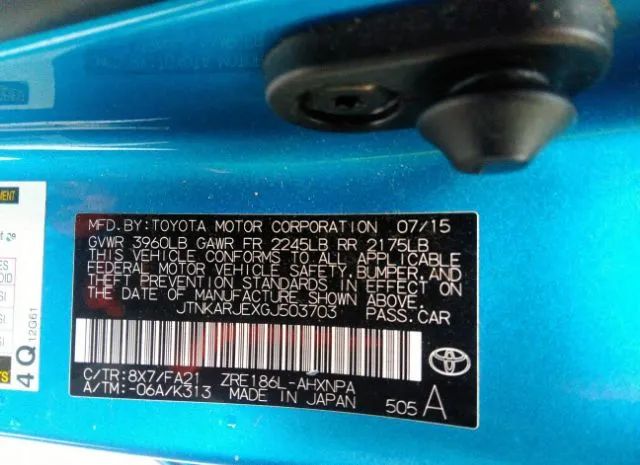 MFD.BY:TOYOTA MOTOR CORPORATION 07/15
GVWR 3960LB GAWR FR 2245LB RR 2175LB
THIS VEHICLE CONFORMS TO ALL APPLICABLE
FEDERAL MOTOR VEHICLE SAFETY, BUMPER, AND
THEFT PREVENTION STANDARDS IN EFFECT ON
THE DATE OF MANUFACTURE SHOWN ABOVE.
JTNKARJEXGJ503703 PASS.CAR
C/TR:8X7/FA21 ZRE186L-AHXNPA
A/TM:-06A/K313 MADE IN JAPAN
505 A
TOYOTA
4Q
12G61